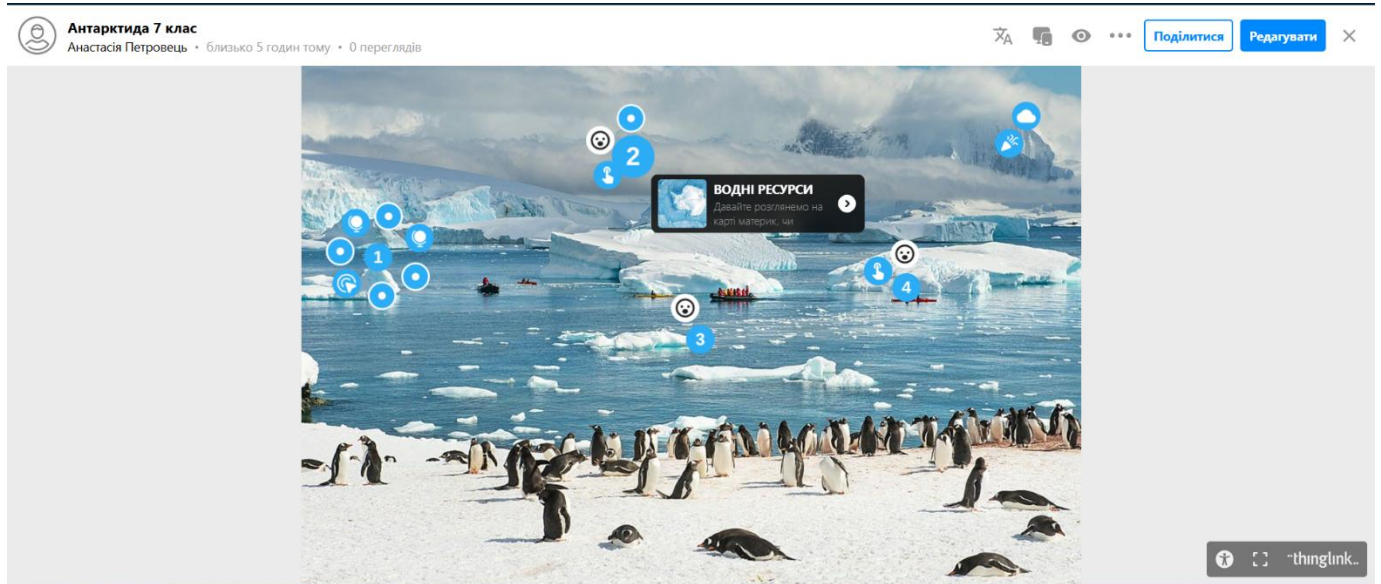 Антарктида 7 клас
Анастасія Петровець • близько 5 годин тому • 0 переглядів
Поділитися
Редагувати
2
ВОДНІ РЕСУРСИ
Давайте розглянемо на
карті материк, чи
1
4
3
¨thinglink..